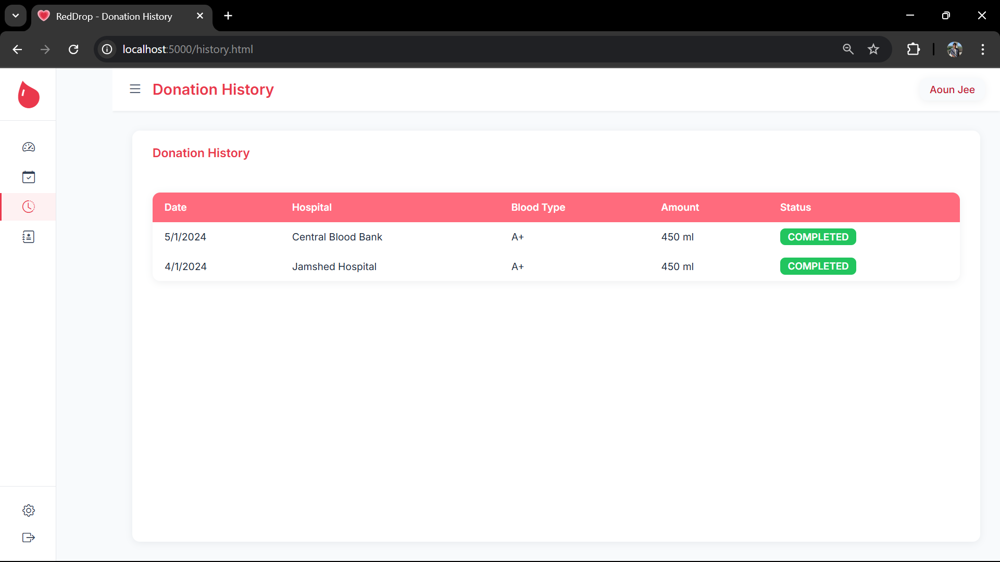 RedDrop - Donation History
localhost:5000/history.html
Donation History
Aoun Jee
Donation History
Date Hospital Blood Type Amount Status
5/1/2024 Central Blood Bank A+ 450 ml COMPLETED
4/1/2024 Jamshed Hospital A+ 450 ml COMPLETED